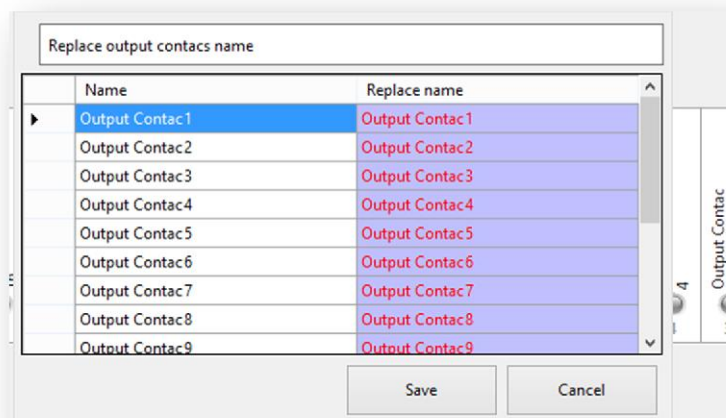 Replace output contacs name
Name Replace name
Output Contac1 Output Contac1
Output Contac2 Output Contac2
Output Contac3 Output Contac3
Output Contac4 Output Contac4
Output Contac5 Output Contac5
Output Contac6 Output Contac6
Output Contac7 Output Contac7
Output Contac8 Output Contac8
Output Contac9 Output Contac9
Save Cancel
4
Output Contac